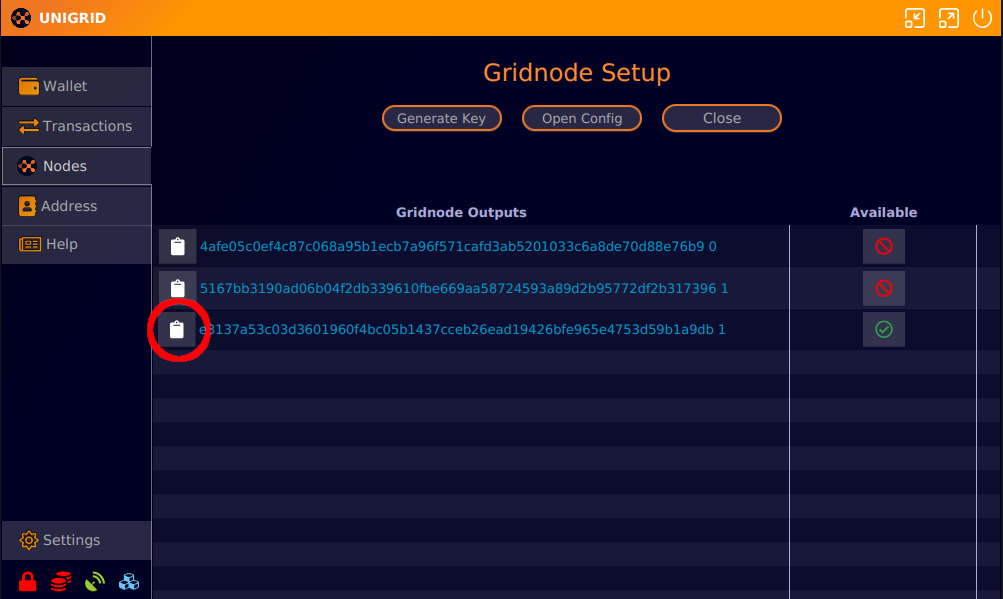 UNIGRID
Wallet
Transactions
Nodes
Address
Help
Settings
Gridnode Setup
Generate Key
Open Config
Close
Gridnode Outputs
Available
4afe05c0ef4c87c068a95b1ecb7a96f571cafd3ab5201033c6a8de70d88e76b9 0
5167bb3190ad06b04f2db339610fbe669aa58724593a89d2b95772df2b317396 1
e3137a53c03d3601960f4bc05b1437cceb26ead19426bfe965e4753d59b1a9db 1